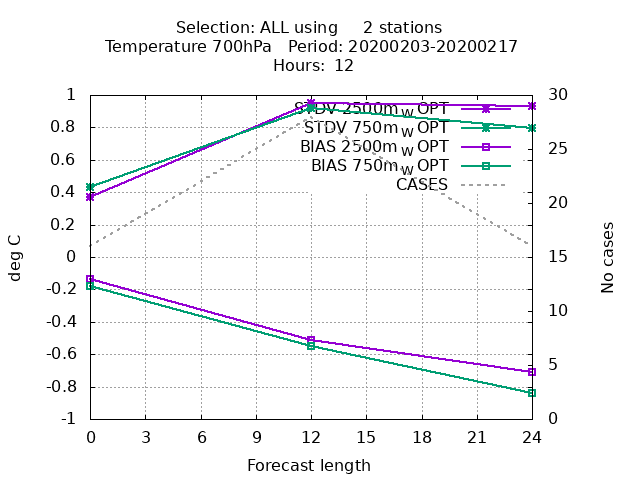 Selection: ALL using 2 stations
Temperature 700hPa Period: 20200203-20200217
Hours: 12
1
0.8
0.6
0.4
0.2
0
-0.2
-0.4
-0.6
-0.8
-1
30
25
20
15
10
5
0
0 3 6 9 12 15 18 21 24
deg C
No cases
Forecast length
STDV 2500m W OPT
STDV 750m W OPT
BIAS 2500m W OPT
BIAS 750m W OPT
CASES